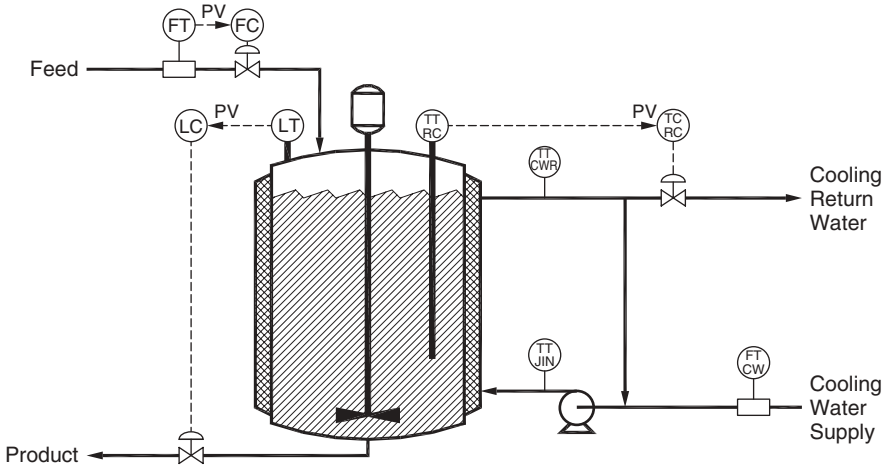 FT
PV
FC
Feed
LC
PV
LT
TT
RC
PV
TC
RC
TT
CWR
Cooling
Return
Water
TT
JIN
FT
CW
Cooling
Water
Supply
Product